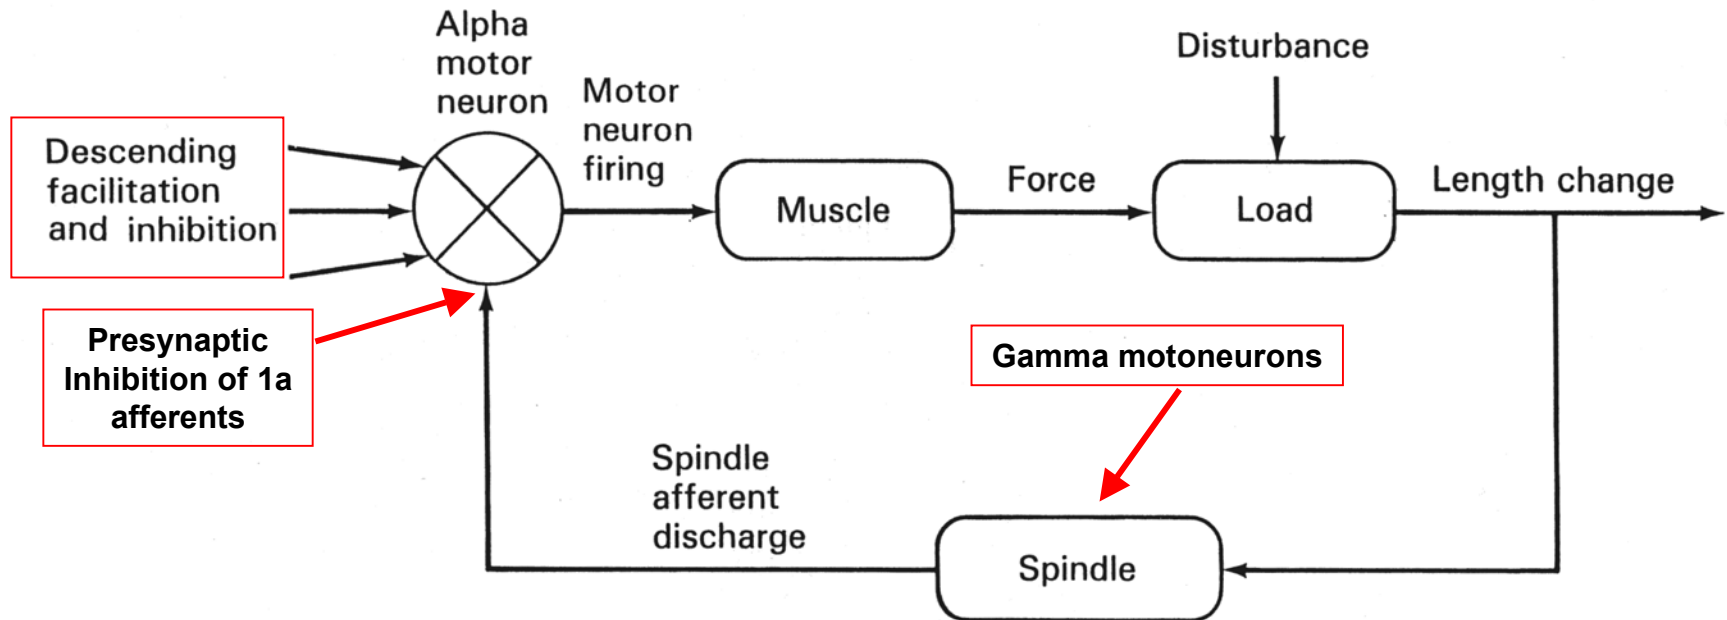 Alpha
motor
neuron
Motor
neuron
firing
Disturbance
Descending
facilitation
and inhibition
Muscle
Force
Load
Length change
Presynaptic
Inhibition of 1a
afferents
Gamma motoneurons
Spindle
afferent
discharge
Spindle